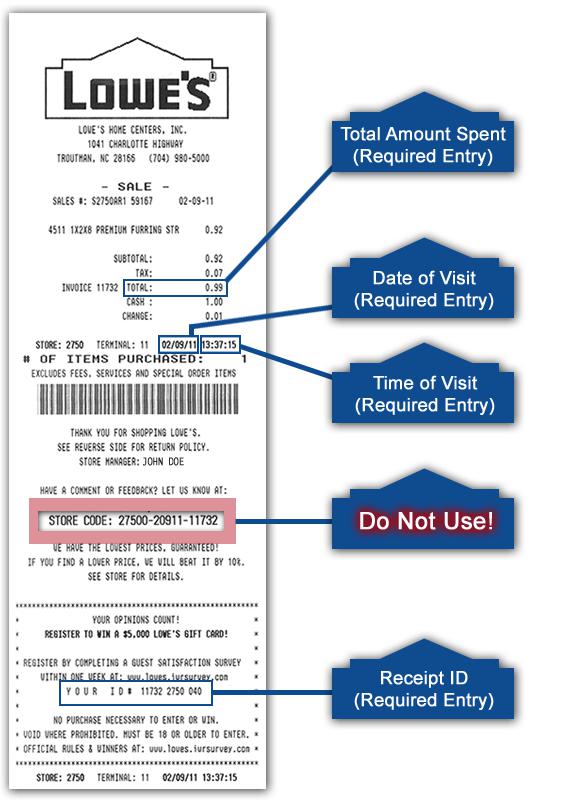 LOWE'S®
LOWE'S HOME CENTERS, INC.
1041 CHARLOTTE HIGHWAY
TROUTMAN, NC 28166 (704) 980-5000
- SALE -
SALES #: S2750AR1 59167 02-09-11
4511 1X2X8 PREMIUM FURRING STR 0.92
SUBTOTAL: 0.92
TAX: 0.07
INVOICE 11732 TOTAL: 0.99
CASH : 1.00
CHANGE: 0.01
STORE: 2750 TERMINAL: 11 02/09/11 13:37:15
# OF ITEMS PURCHASED: 1
EXCLUDES FEES, SERVICES AND SPECIAL ORDER ITEMS
THANK YOU FOR SHOPPING LOWE'S.
SEE REVERSE SIDE FOR RETURN POLICY.
STORE MANAGER: JOHN DOE
HAVE A COMMENT OR FEEDBACK? LET US KNOW AT:
STORE CODE: 27500-20911-11732
WE HAVE THE LOWEST PRICES, GUARANTEED!
IF YOU FIND A LOWER PRICE, WE WILL BEAT IT BY 10%.
SEE STORE FOR DETAILS.
YOUR OPINIONS COUNT!
REGISTER TO WIN A $5,000 LOWE'S GIFT CARD!
REGISTER BY COMPLETING A GUEST SATISFACTION SURVEY
WITHIN ONE WEEK AT: www.lowes.ivrsurvey.com
YOUR ID# 11732 2750 040
NO PURCHASE NECESSARY TO ENTER OR WIN.
VOID WHERE PROHIBITED. MUST BE 18 OR OLDER TO ENTER.
OFFICIAL RULES & WINNERS AT: www.lowes.ivrsurvey.com
STORE: 2750 TERMINAL: 11 02/09/11 13:37:15
Total Amount Spent
(Required Entry)
Date of Visit
(Required Entry)
Time of Visit
(Required Entry)
Do Not Use!
Receipt ID
(Required Entry)